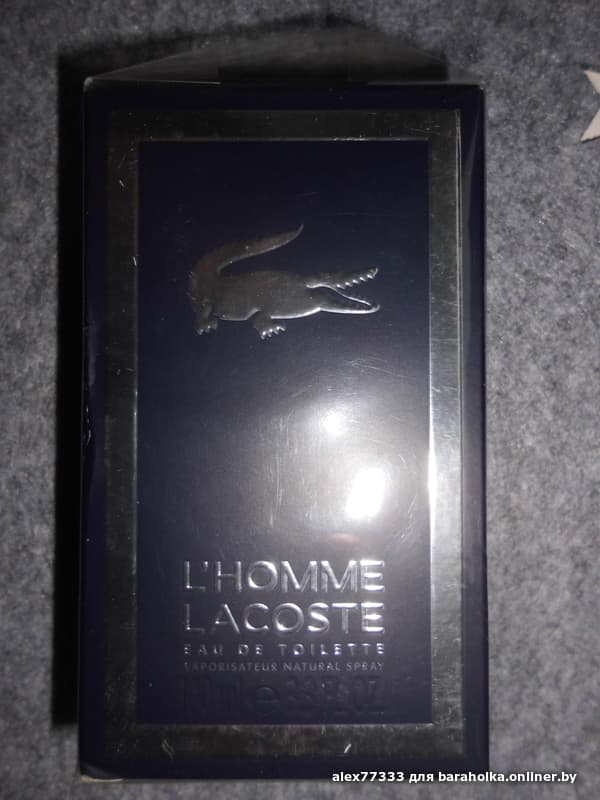 L'HOMME
LACOSTE
EAU DE TOILETTE
VAPORISATEUR NATURAL SPRAY
alex77333 для baraholka.onliner.by